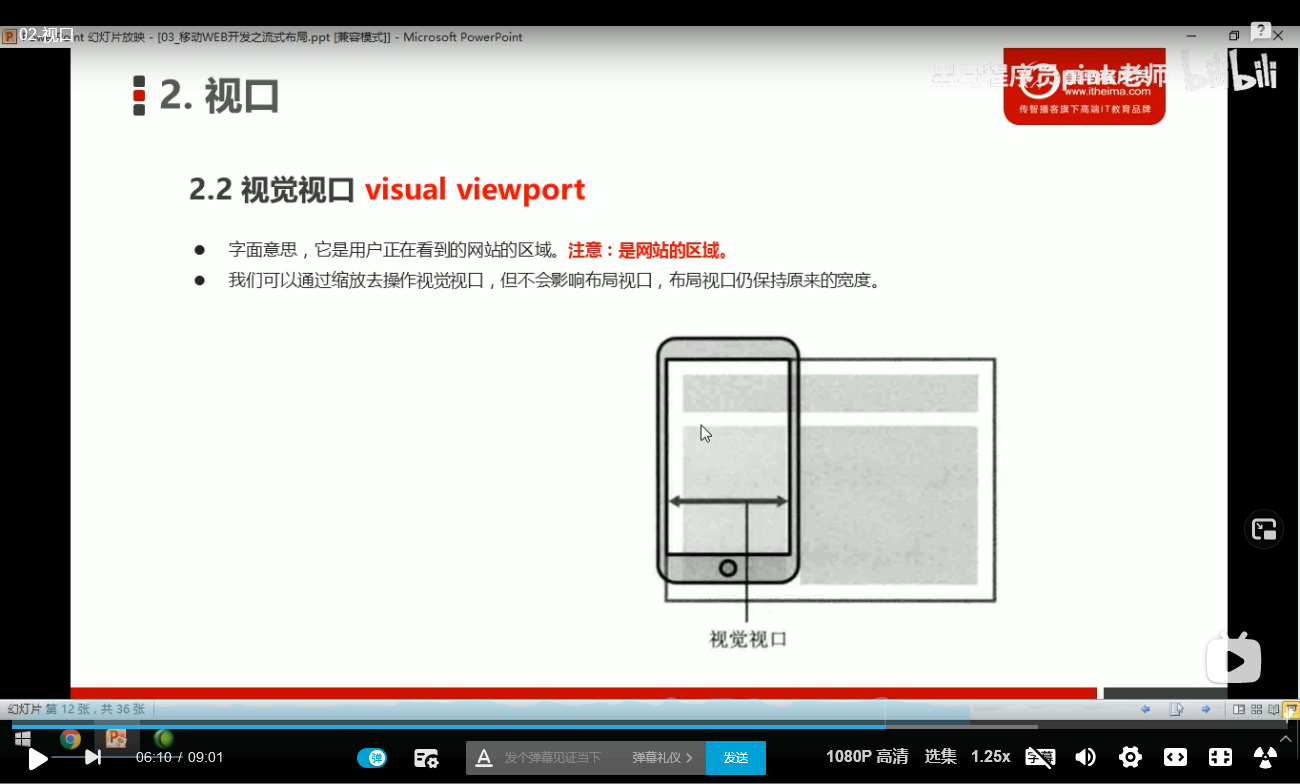 02.视口
幻灯片放映 - [03_移动WEB开发之流式布局.ppt [兼容模式]] - Microsoft PowerPoint
2. 视口
黑马程序员pink老师
bilibili
www.itheima.com
传智播客旗下高端IT教育品牌
2.2 视觉视口 visual viewport
字面意思，它是用户正在看到的网站的区域。注意：是网站的区域。
我们可以通过缩放去操作视觉视口，但不会影响布局视口，布局视口仍保持原来的宽度。
视觉视口
幻灯片 第 12 张，共 36 张
06:10 / 09:01
弹
发个弹幕见证当下
弹幕礼仪
发送
1080P 高清
选集
1.25x
字幕